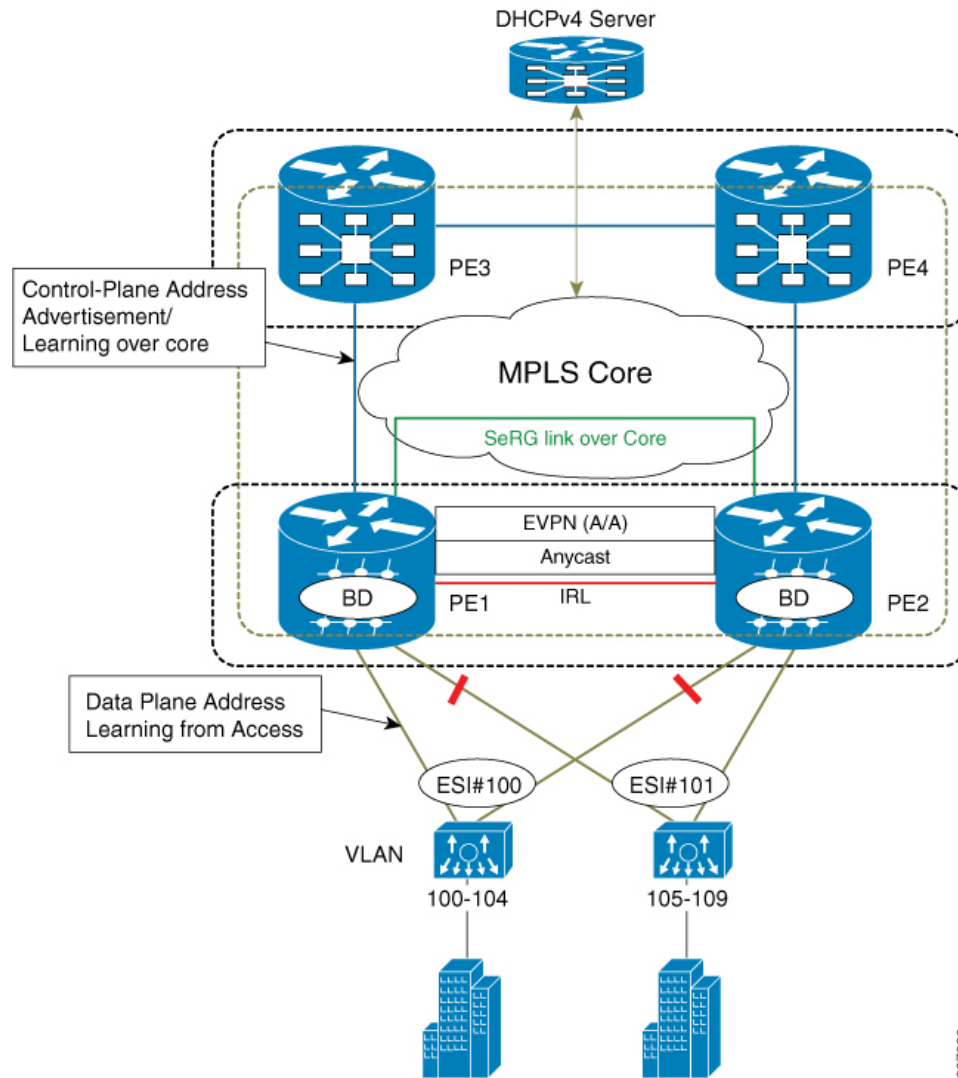 DHCPv4 Server
PE3
PE4
Control-Plane Address
Advertisement/
Learning over core
MPLS Core
SeRG link over Core
EVPN (A/A)
Anycast
IRL
BD
PE1
BD
PE2
Data Plane Address
Learning from Access
ESI#100
ESI#101
VLAN
100-104
105-109